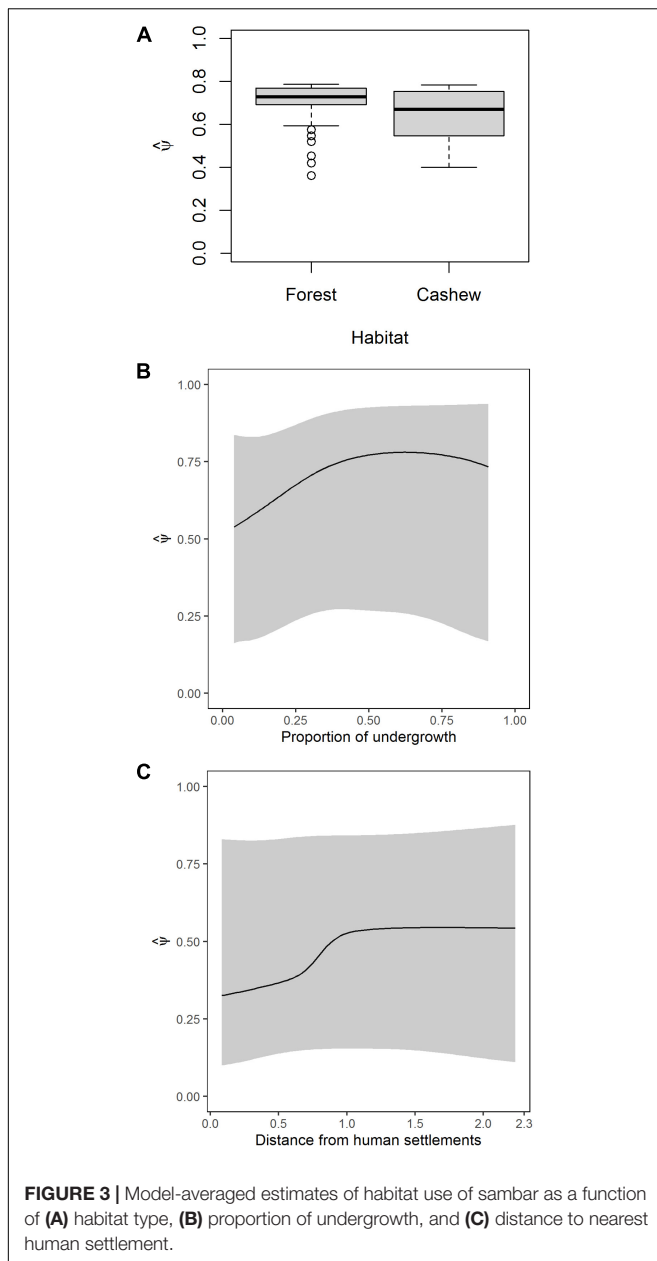 A
1.0
0.8
0.6
0.4
0.2
0.0
ψ̂
Forest Cashew
Habitat
B
1.00
0.75
0.50
0.25
0.00
ψ̂
0.00 0.25 0.50 0.75 1.00
Proportion of undergrowth
C
1.00
0.75
0.50
0.25
0.00
ψ̂
0.0 0.5 1.0 1.5 2.0 2.3
Distance from human settlements
FIGURE 3 | Model-averaged estimates of habitat use of sambar as a function
of (A) habitat type, (B) proportion of undergrowth, and (C) distance to nearest
human settlement.